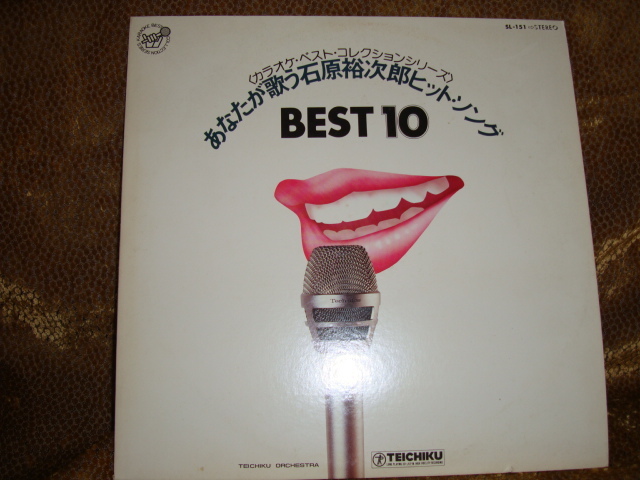 SL-151 STEREO
〈カラオケ・ベスト・コレクションシリーズ〉
あなたが歌う石原裕次郎ヒット・ソング
BEST 10
TEICHIKU ORCHESTRA
TEICHIKU